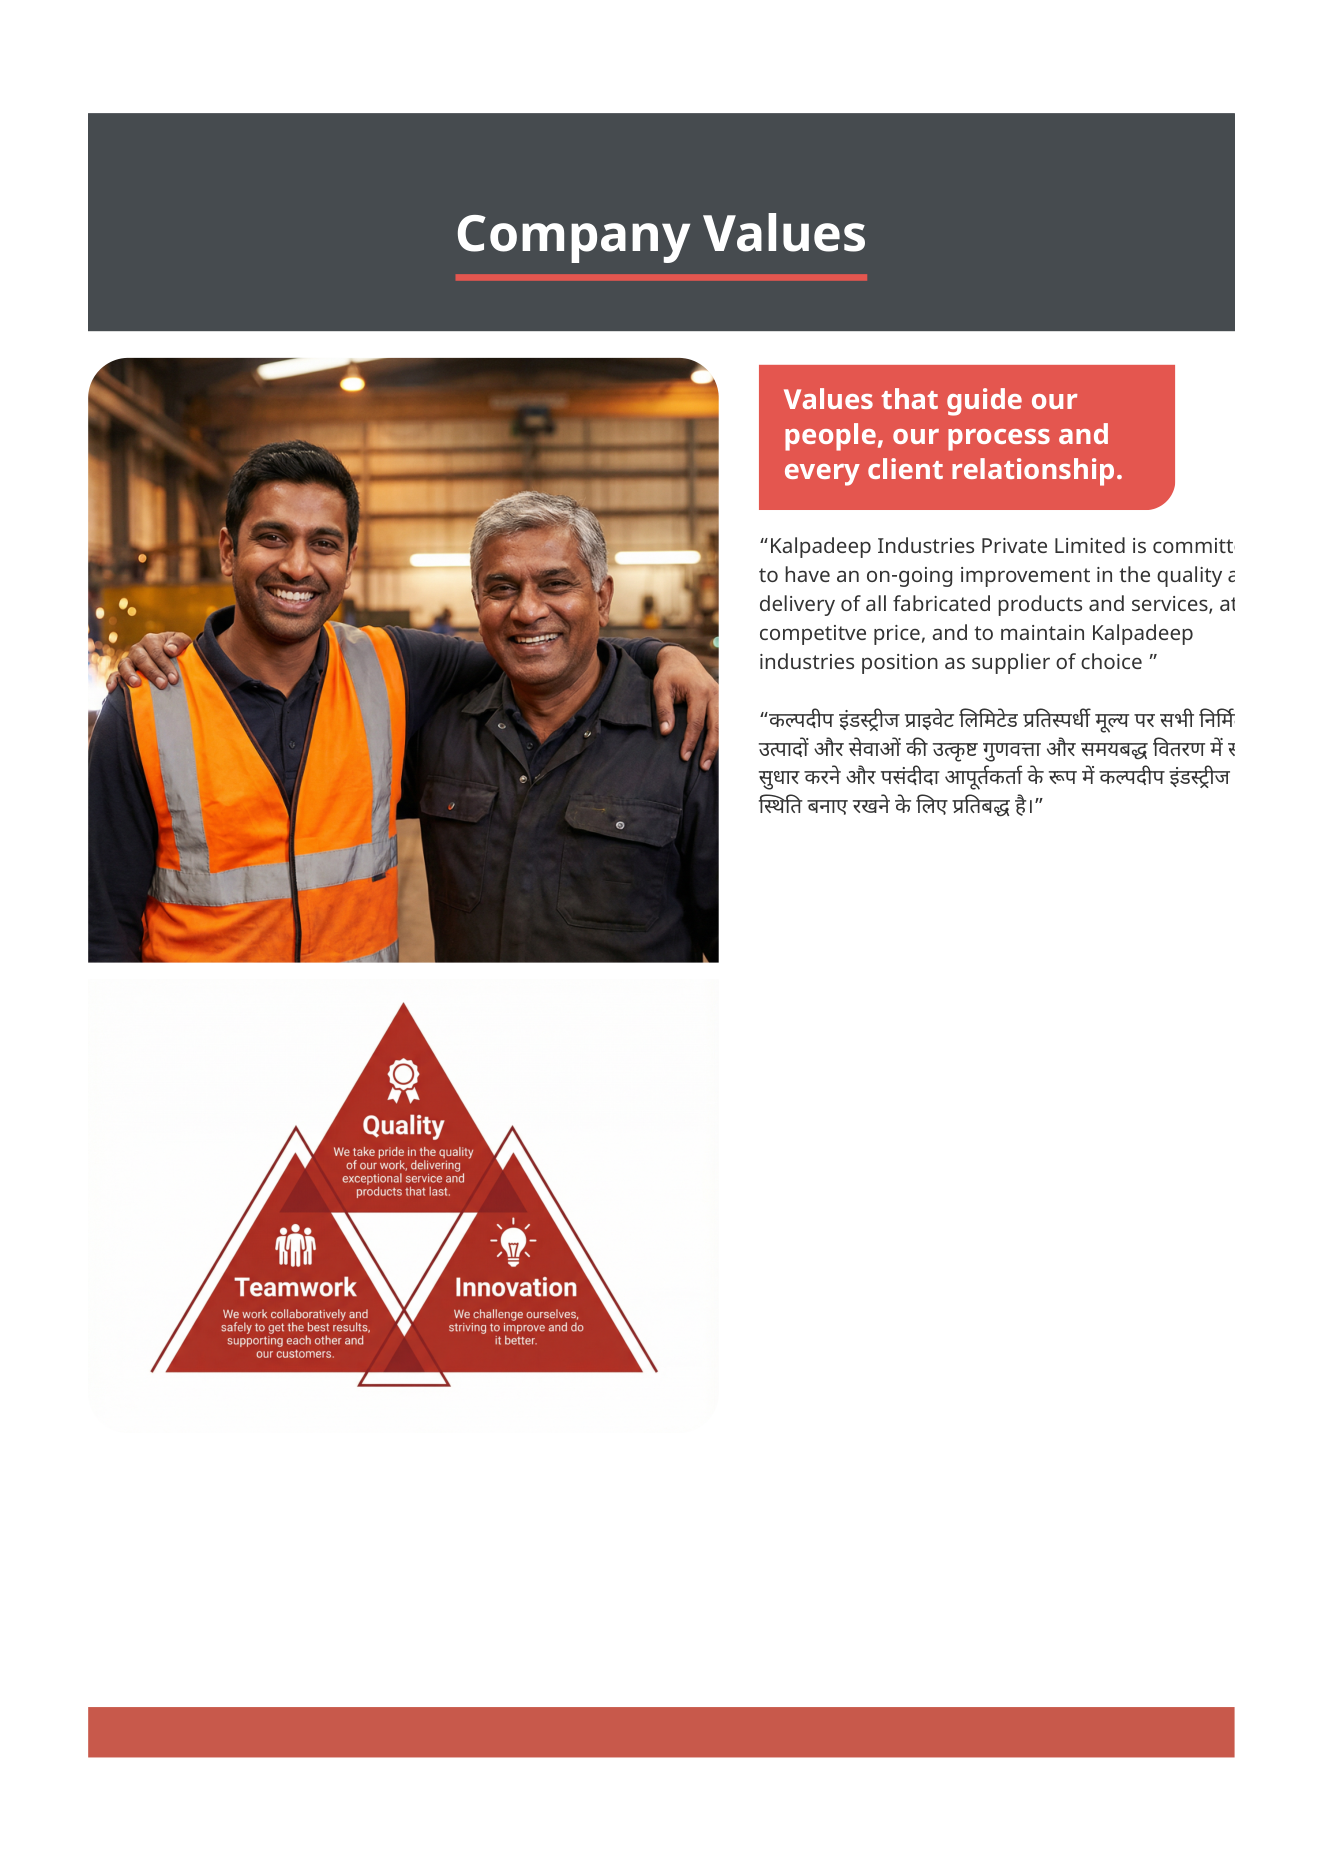 Company Values
Values that guide our
people, our process and
every client relationship.
“Kalpadeep Industries Private Limited is
to have an on-going improvement in the quality
delivery of all fabricated products and services,
competitve price, and to maintain Kalpadeep
industries position as supplier of choice ”
“कल्पदीप इंडस्ट्रीज प्राइवेट लिमिटेड प्रतिस्पर्धी मूल्य पर सभी
उत्पादों और सेवाओं की उत्कृष्ट गुणवत्ता और समयबद्ध वितरण में
सुधार करने और पसंदीदा आपूर्तकर्ता के रूप में कल्पदीप इंडस्ट्रीज
स्थिति बनाए रखने के लिए प्रतिबद्ध है।”
Quality
We take pride in the quality
of our work, delivering
exceptional service and
products that last.
Teamwork
We work collaboratively and
safely to get the best results,
supporting each other and
our customers.
Innovation
We challenge ourselves,
striving to improve and do
it better.